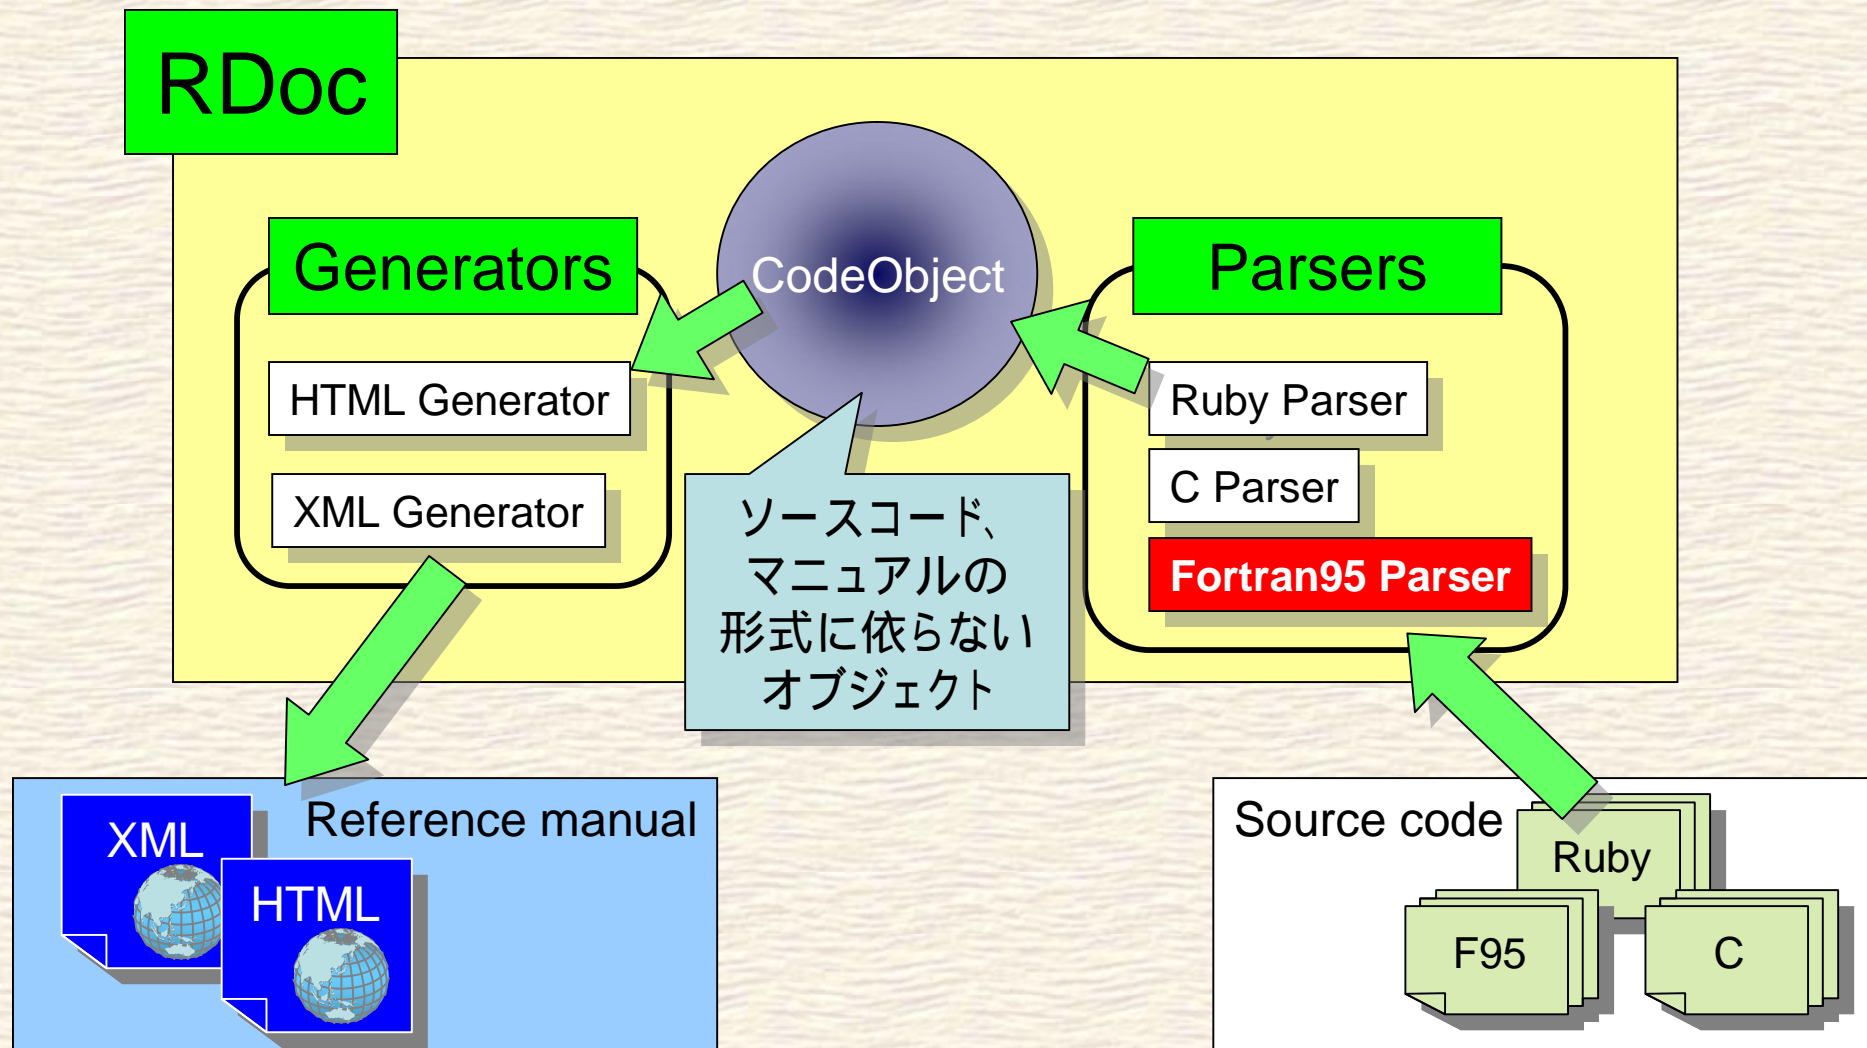 RDoc
Generators
HTML Generator
XML Generator
CodeObject
ソースコード、
マニュアルの
形式に依らない
オブジェクト
Parsers
Ruby Parser
C Parser
Fortran95 Parser
Reference manual
XML
HTML
Source code
Ruby
F95
C